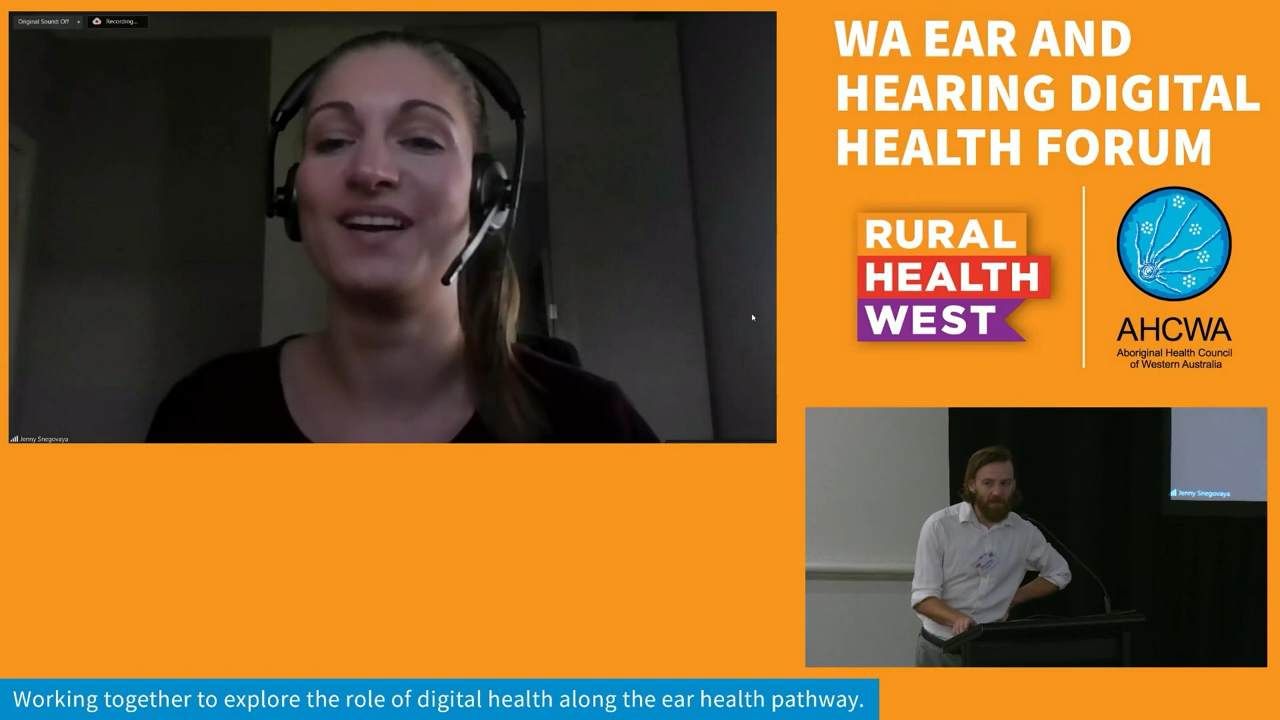 Original Sound: Off
Recording...
Jenny Snegovaya
WA EAR AND
HEARING DIGITAL
HEALTH FORUM
RURAL
HEALTH
WEST
AHCWA
Aboriginal Health Council
of Western Australia
Jenny Snegovaya
Working together to explore the role of digital health along the ear health pathway.